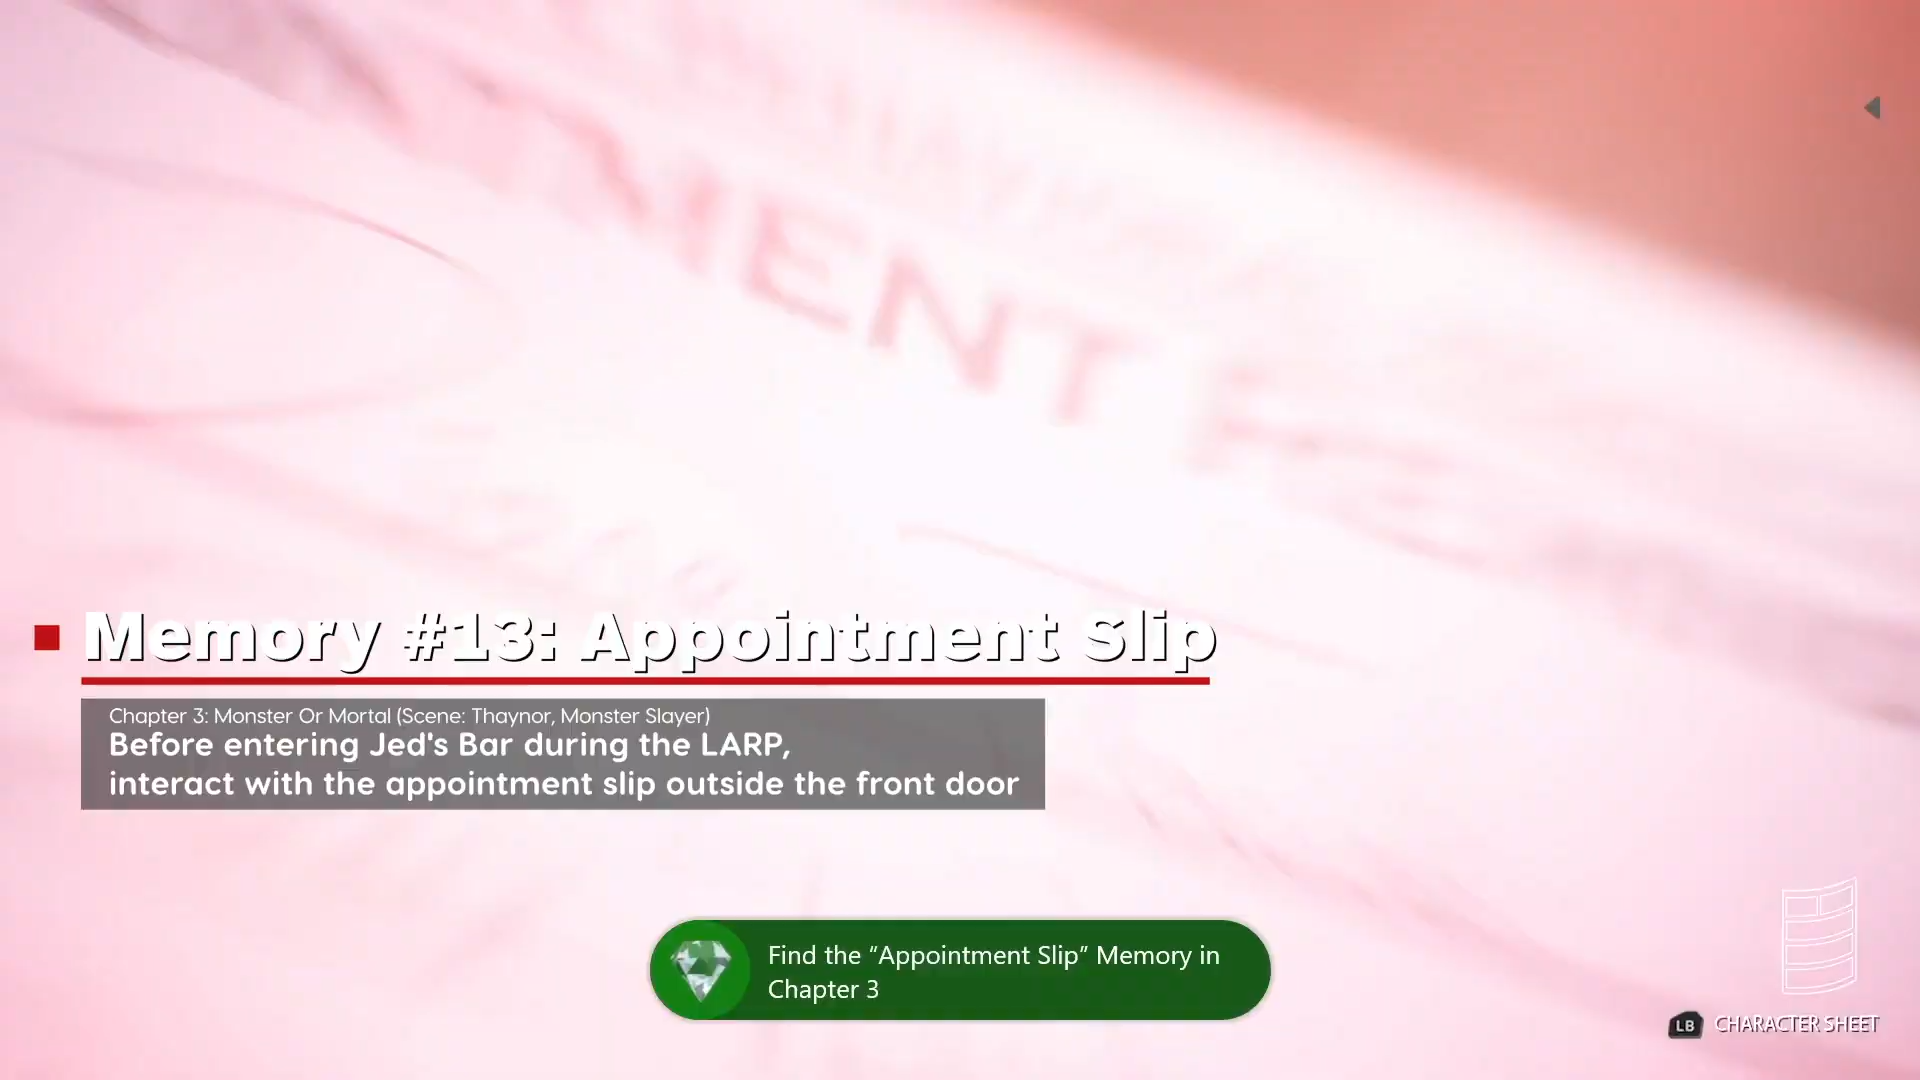 MENT
Memory #13: Appointment Slip
Chapter 3: Monster Or Mortal (Scene: Thaynor, Monster Slayer)
Before entering Jed's Bar during the LARP,
interact with the appointment slip outside the front door
Find the “Appointment Slip” Memory in
Chapter 3
LB CHARACTER SHEET